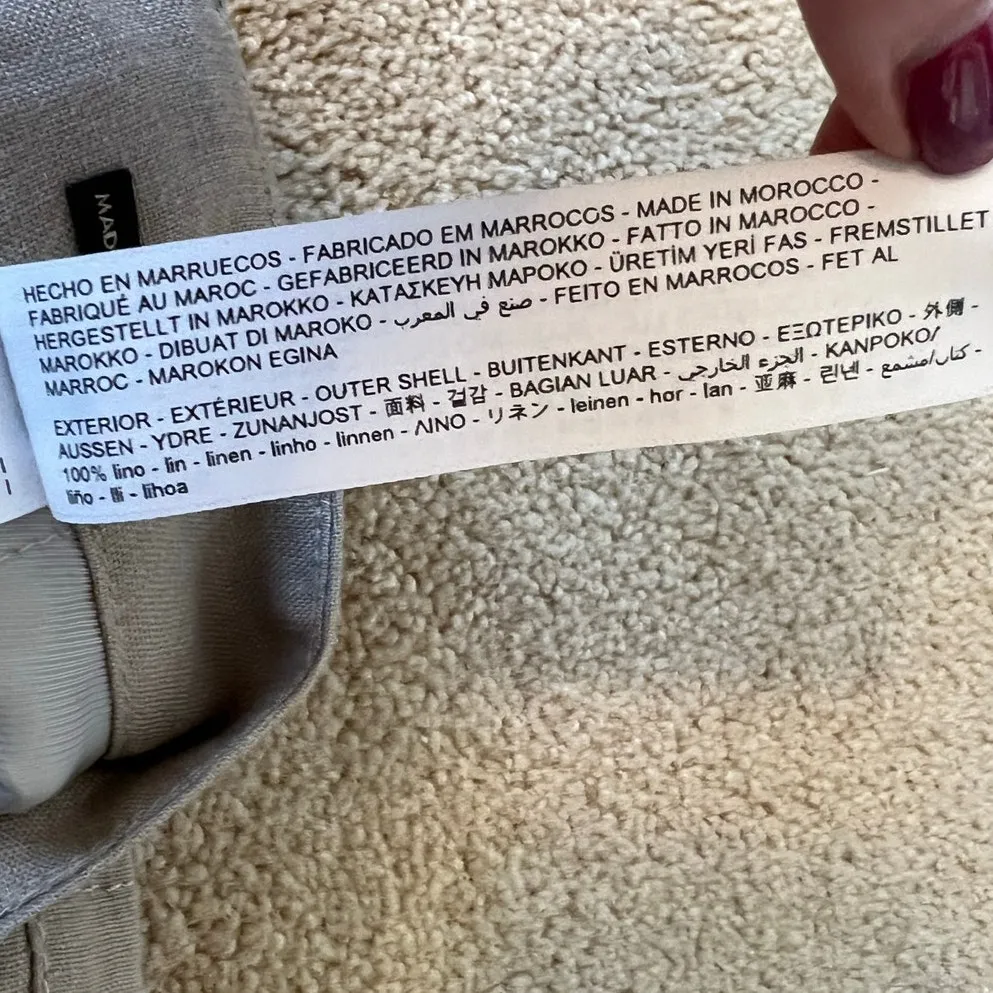 MAD
HECHO EN MARRUECOS - FABRICADO EM MARROCOS - MADE IN MOROCCO -
FABRIQUÉ AU MAROC - GEFABRICEERD IN MAROKKO - FATTO IN MAROCCO -
HERGESTELLT IN MAROKKO - ΚΑΤΑΣΚΕΥΗ ΜΑΡΟΚΟ - ÜRETİM YERİ FAS - FREMSTILLET I
MAROKKO - DIBUAT DI MAROKO - صنع في المغرب - FEITO EN MARROCOS - FET AL
MARROC - MAROKON EGINA
EXTERIOR - EXTÉRIEUR - OUTER SHELL - BUITENKANT - ESTERNO - ΕΞΩΤΕΡΙΚΟ - 外側 -
AUSSEN - YDRE - ZUNANJOST - 面料 - 겉감 - BAGIAN LUAR - الجزء الخارجي - KANPOKO/
100% lino - lin - linen - linho - linnen - ΛΙΝΟ - リネン - leinen - hør - lan - 亚麻 - 린넨 - كتان/مشمع -
liño - lli - lihoa